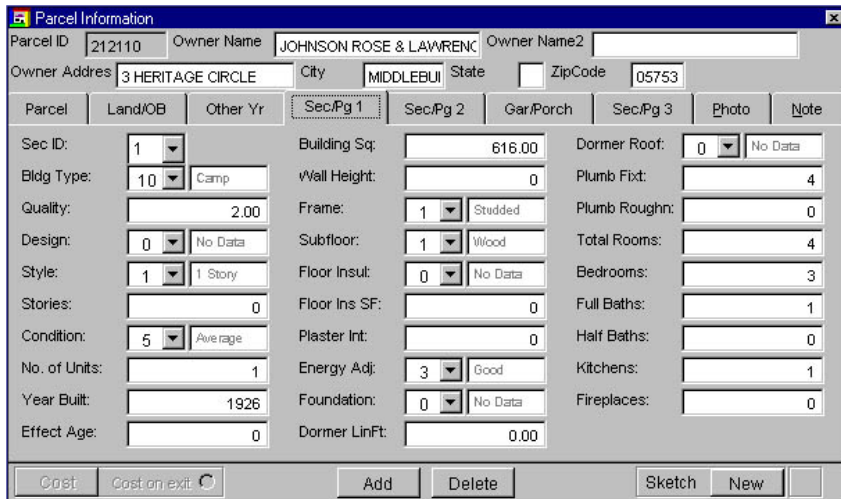 Parcel Information
Parcel ID 212110 Owner Name JOHNSON ROSE & LAWRENC Owner Name2
Owner Addres 3 HERITAGE CIRCLE City MIDDLEBUI State ZipCode 05753
Parcel Land/OB Other Yr Sec/Pg 1 Sec/Pg 2 Gar/Porch Sec/Pg 3 Photo Note
Sec ID: 1 Building Sq: 616.00 Dormer Roof: 0 No Data
Bldg Type: 10 Camp Wall Height: 0 Plumb Fixt: 4
Quality: 2.00 Frame: 1 Studded Plumb Roughn: 0
Design: 0 No Data Subfloor: 1 Wood Total Rooms: 4
Style: 1 1 Story Floor Insul: 0 No Data Bedrooms: 3
Stories: 0 Floor Ins SF: 0 Full Baths: 1
Condition: 5 Average Plaster Int: 0 Half Baths: 0
No. of Units: 1 Energy Adj: 3 Good Kitchens: 1
Year Built: 1926 Foundation: 0 No Data Fireplaces: 0
Effect Age: 0 Dormer LinFt: 0.00
Cost Cost on exit Add Delete Sketch New